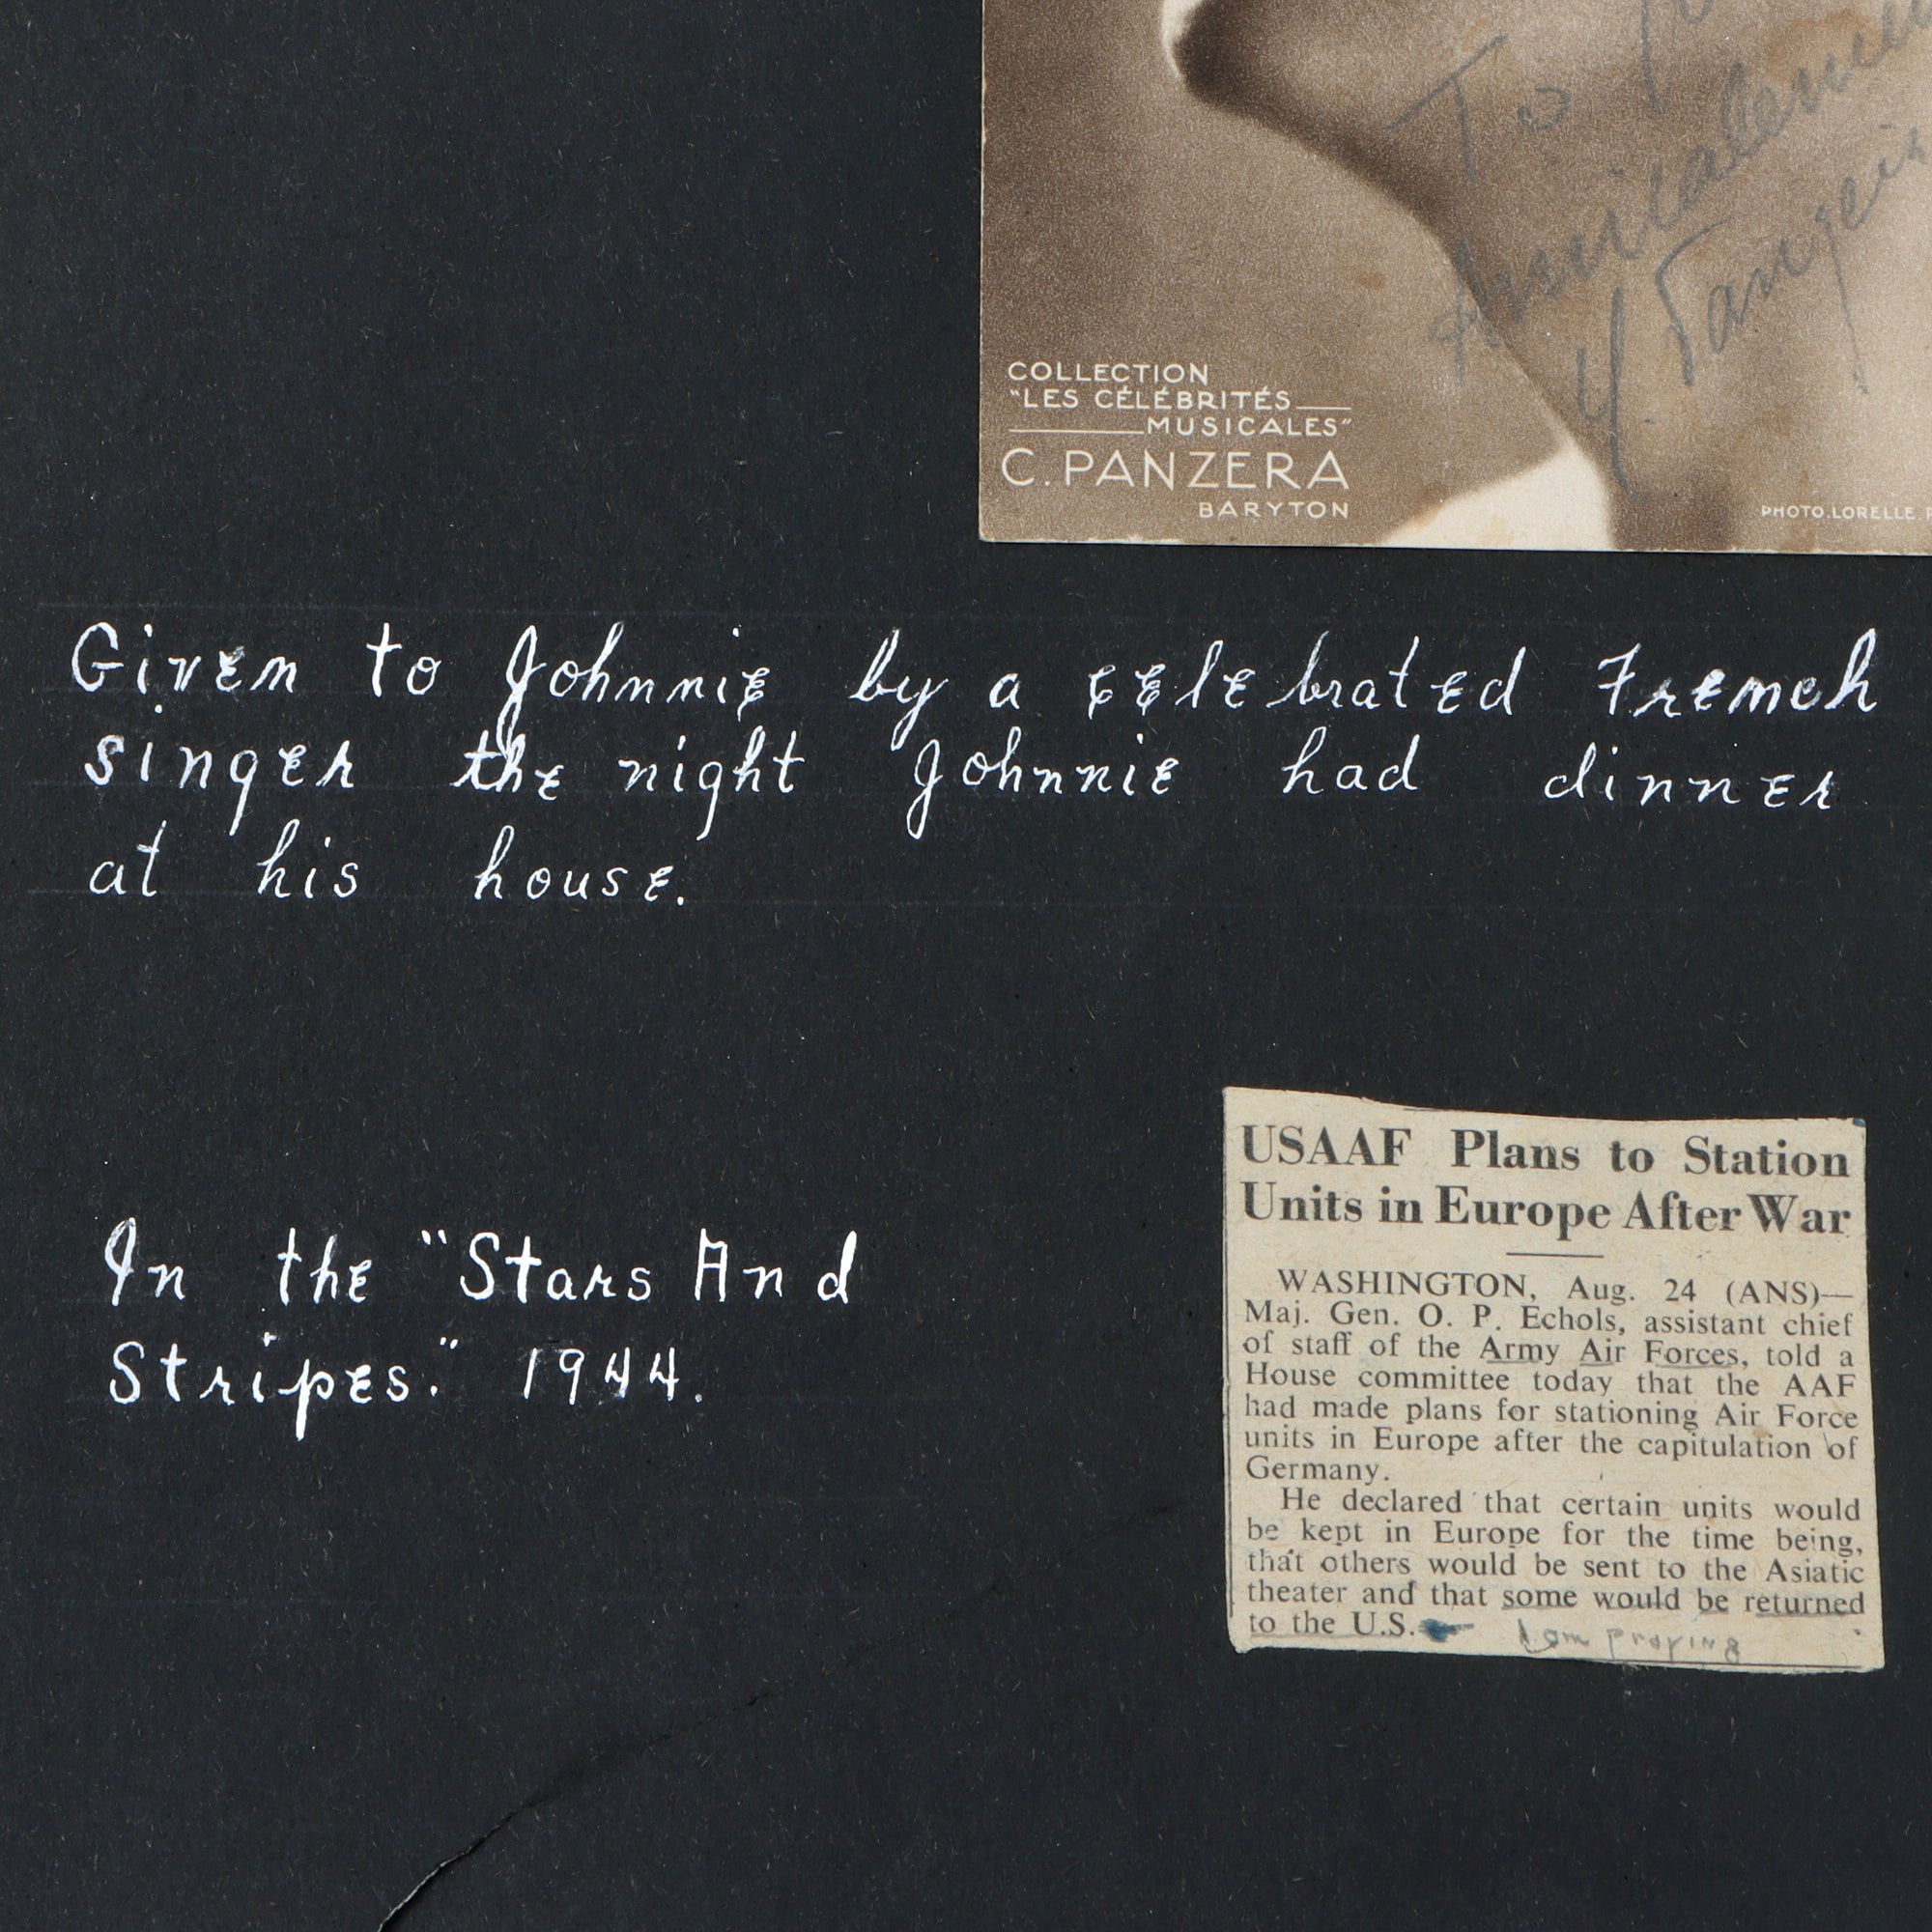 To
Amicalement
COLLECTION
"LES CÉLÉBRITÉS
MUSICALES"
C. PANZERA
BARYTON
PHOTO. LORELLE
Given to Johnnie by a celebrated French
singer the night Johnnie had dinner
at his house.
In the "Stars And
Stripes." 1944.
USAAF Plans to Station
Units in Europe After War
WASHINGTON, Aug. 24 (ANS)—
Maj. Gen. O. P. Echols, assistant chief
of staff of the Army Air Forces, told a
House committee today that the AAF
had made plans for stationing Air Force
units in Europe after the capitulation of
Germany.
He declared that certain units would
be kept in Europe for the time being,
that others would be sent to the Asiatic
theater and that some would be returned
to the U.S. I am praying